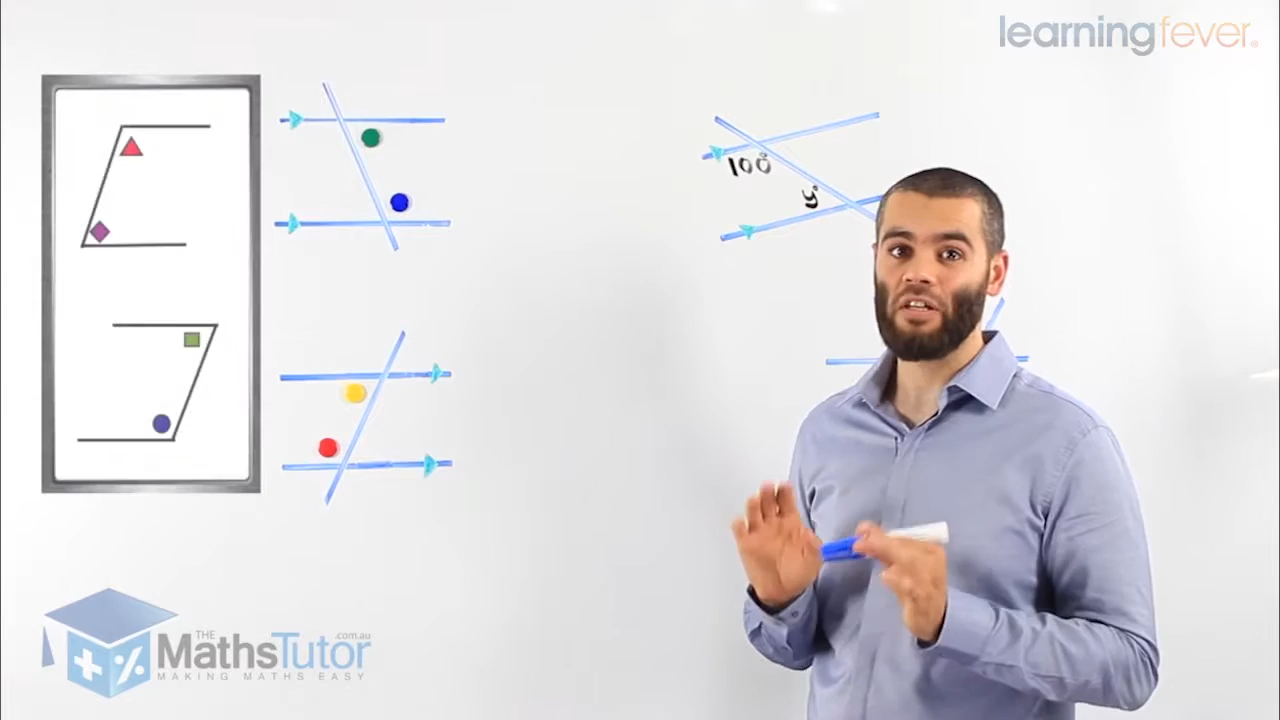 learningfever
100°
y°
THE
MathsTutor
.com.au
MAKING MATHS EASY